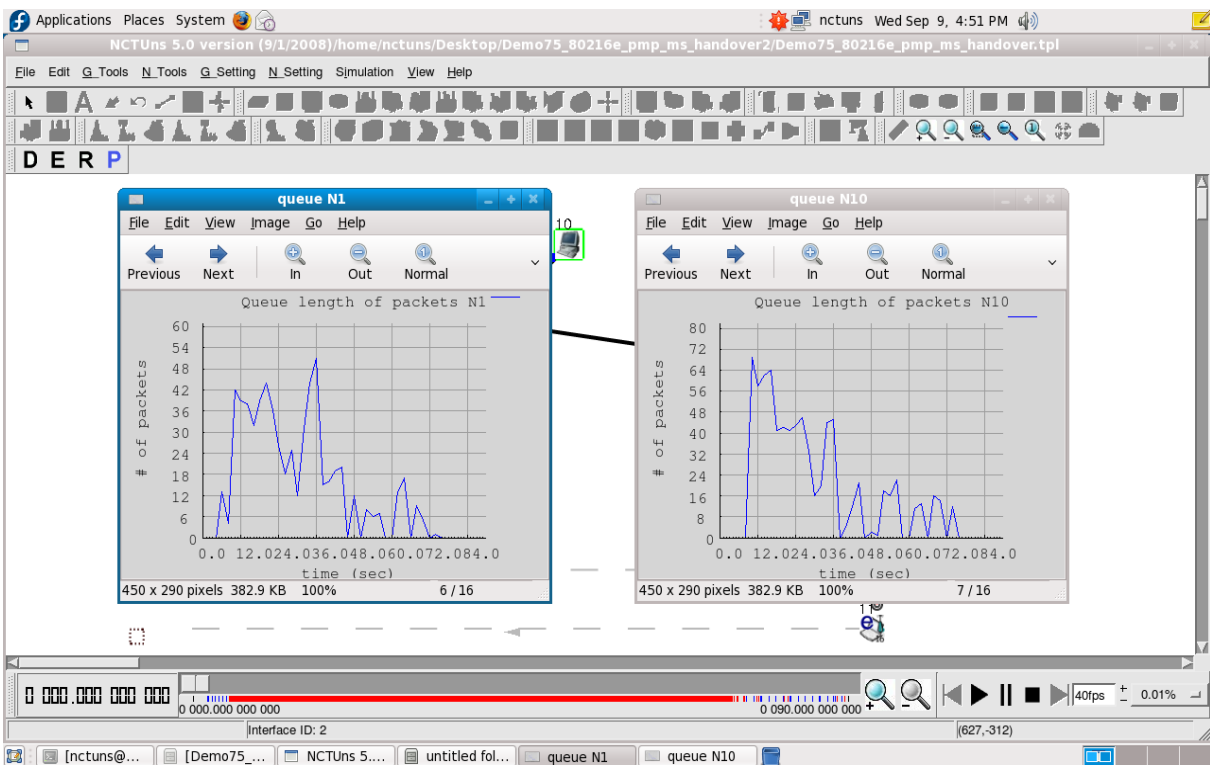 Applications Places System nctuns Wed Sep 9, 4:51 PM
NCTUns 5.0 version (9/1/2008)/home/nctuns/Desktop/Demo75_80216e_pmp_ms_handover2/Demo75_80216e_pmp_ms_handover.tpl
File Edit G_Tools N_Tools G_Setting N_Setting Simulation View Help
D E R P
queue N1
File Edit View Image Go Help
Previous Next In Out Normal
Queue length of packets N1
# of packets
60
54
48
42
36
30
24
18
12
6
0
0.0 12.024.036.048.060.072.084.0
time (sec)
450 x 290 pixels 382.9 KB 100% 6 / 16
10
queue N10
File Edit View Image Go Help
Previous Next In Out Normal
Queue length of packets N10
# of packets
80
72
64
56
48
40
32
24
16
8
0
0.0 12.024.036.048.060.072.084.0
time (sec)
450 x 290 pixels 382.9 KB 100% 7 / 16
11
e
0 000.000 000 000
0 000.000 000 000 0 090.000 000 000
40fps + - 0.01%
Interface ID: 2 (627,-312)
[nctuns@... [Demo75_... NCTUns 5.... untitled fol... queue N1 queue N10